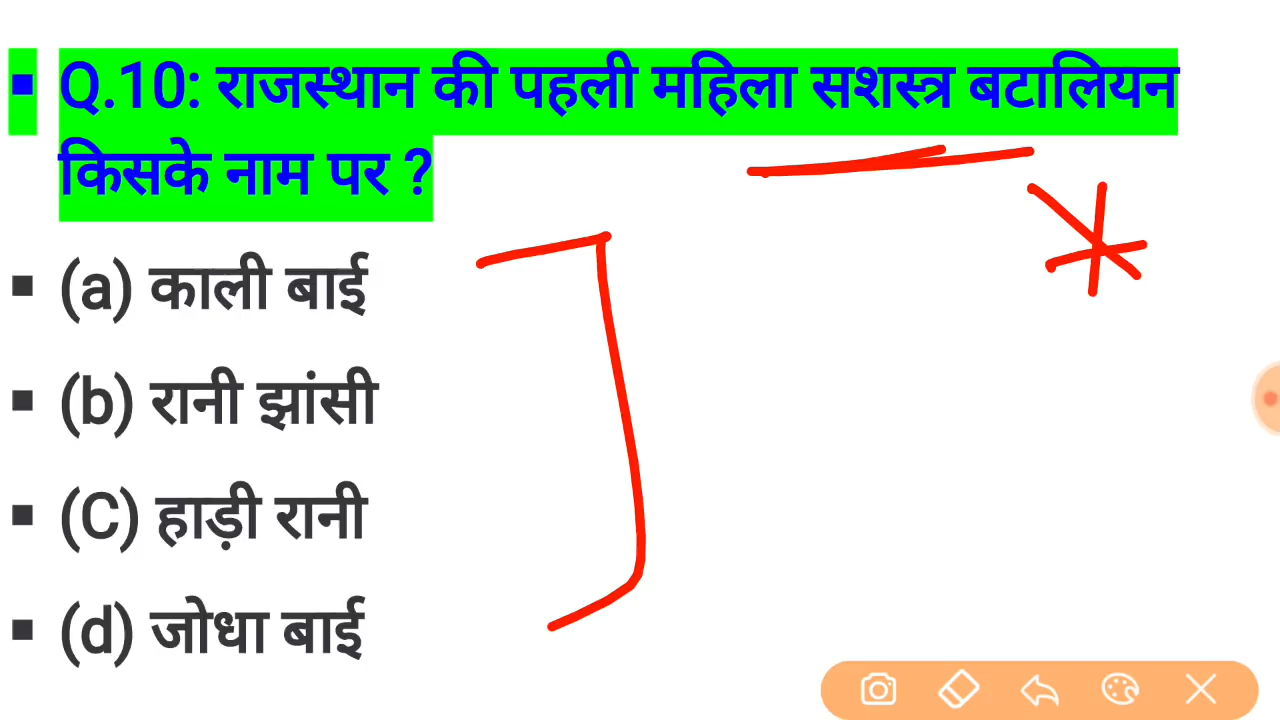 Q.10: राजस्थान की पहली महिला सशस्त्र बटालियन
किसके नाम पर ?
(a) काली बाई
(b) रानी झांसी
(C) हाड़ी रानी
(d) जोधा बाई